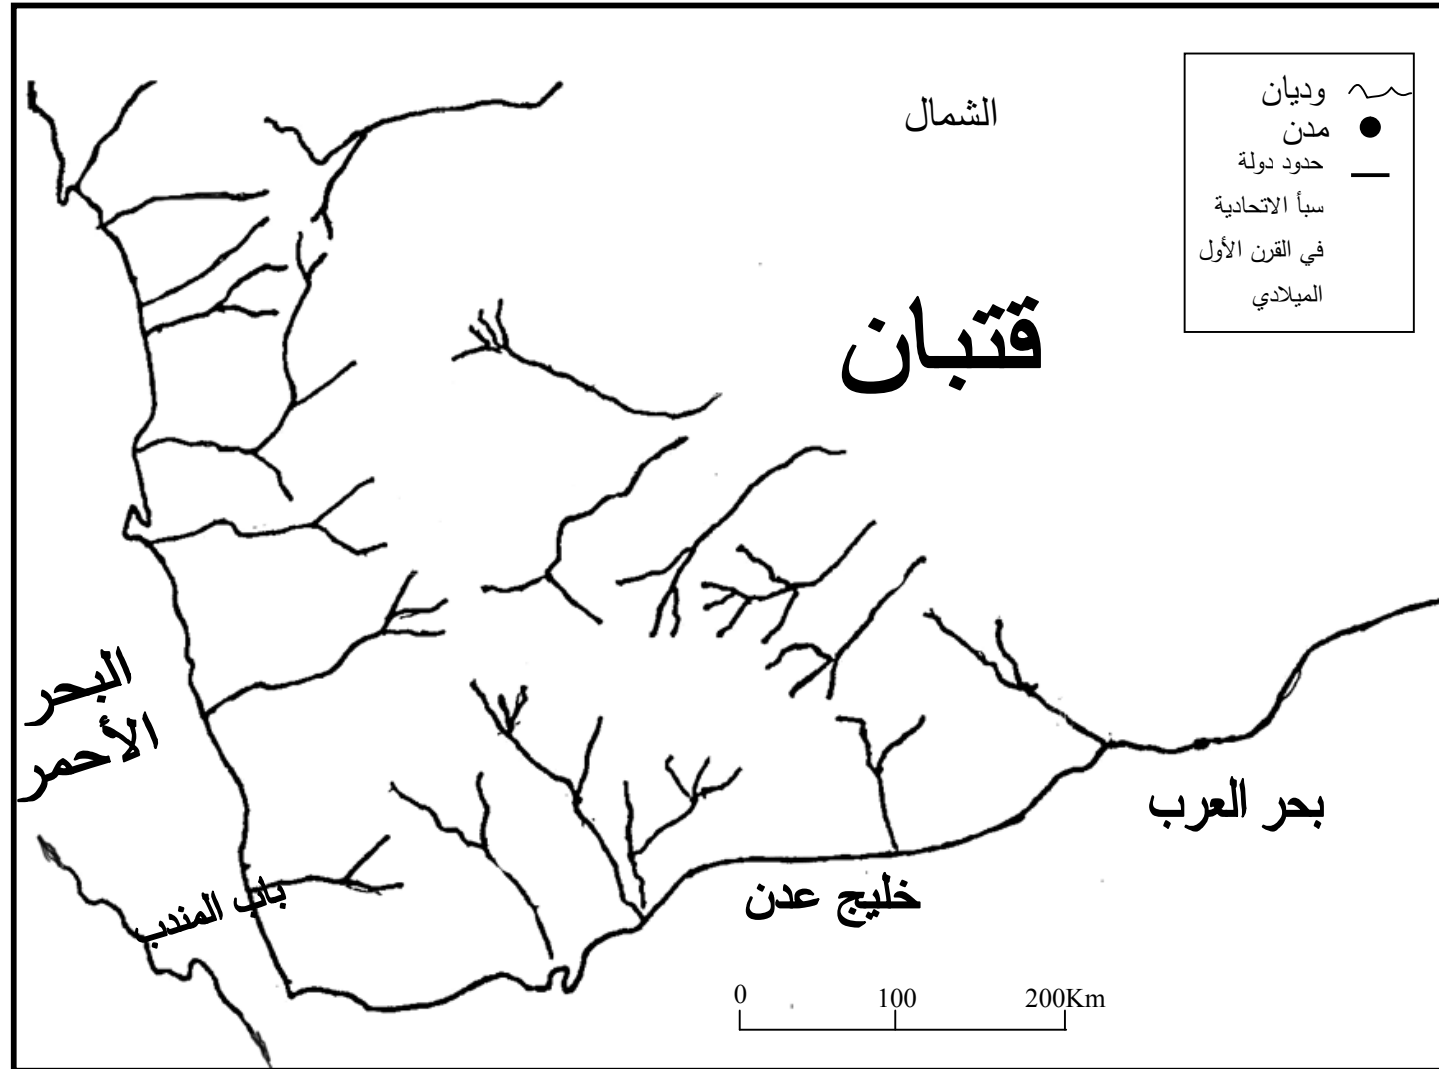 الشمال
وديان
مدن
حدود دولة
سبأ الاتحادية
في القرن الأول
الميلادي
قتبان
البحر
الأحمر
باب المندب
خليج عدن
بحر العرب
0 100 200Km